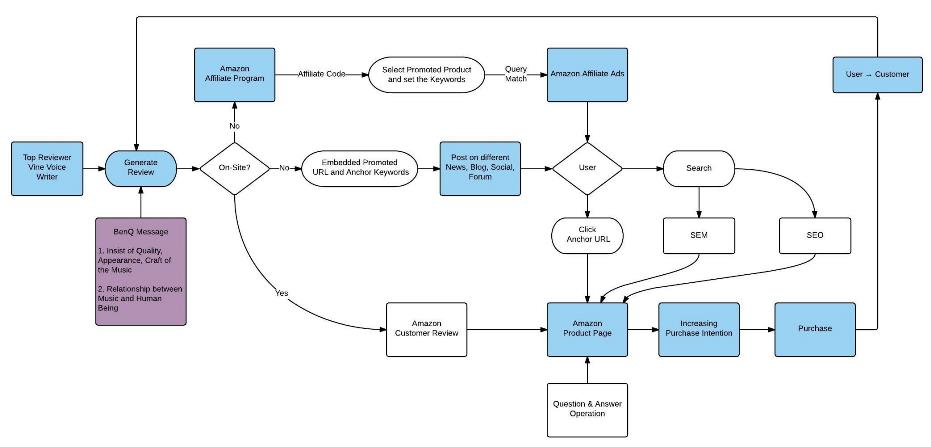 Amazon
Affiliate Program
Affiliate Code
Select Promoted Product
and set the Keywords
Query
Match
Amazon Affiliate Ads
User → Customer
No
Top Reviewer
Vine Voice
Writer
Generate
Review
On-Site?
No
Embedded Promoted
URL and Anchor Keywords
Post on different
News, Blog, Social,
Forum
User
Search
BenQ Message
1. Insist of Quality,
Appearance, Craft of
the Music
2. Relationship between
Music and Human
Being
Click
Anchor URL
SEM
SEO
Yes
Amazon
Customer Review
Amazon
Product Page
Increasing
Purchase Intention
Purchase
Question & Answer
Operation